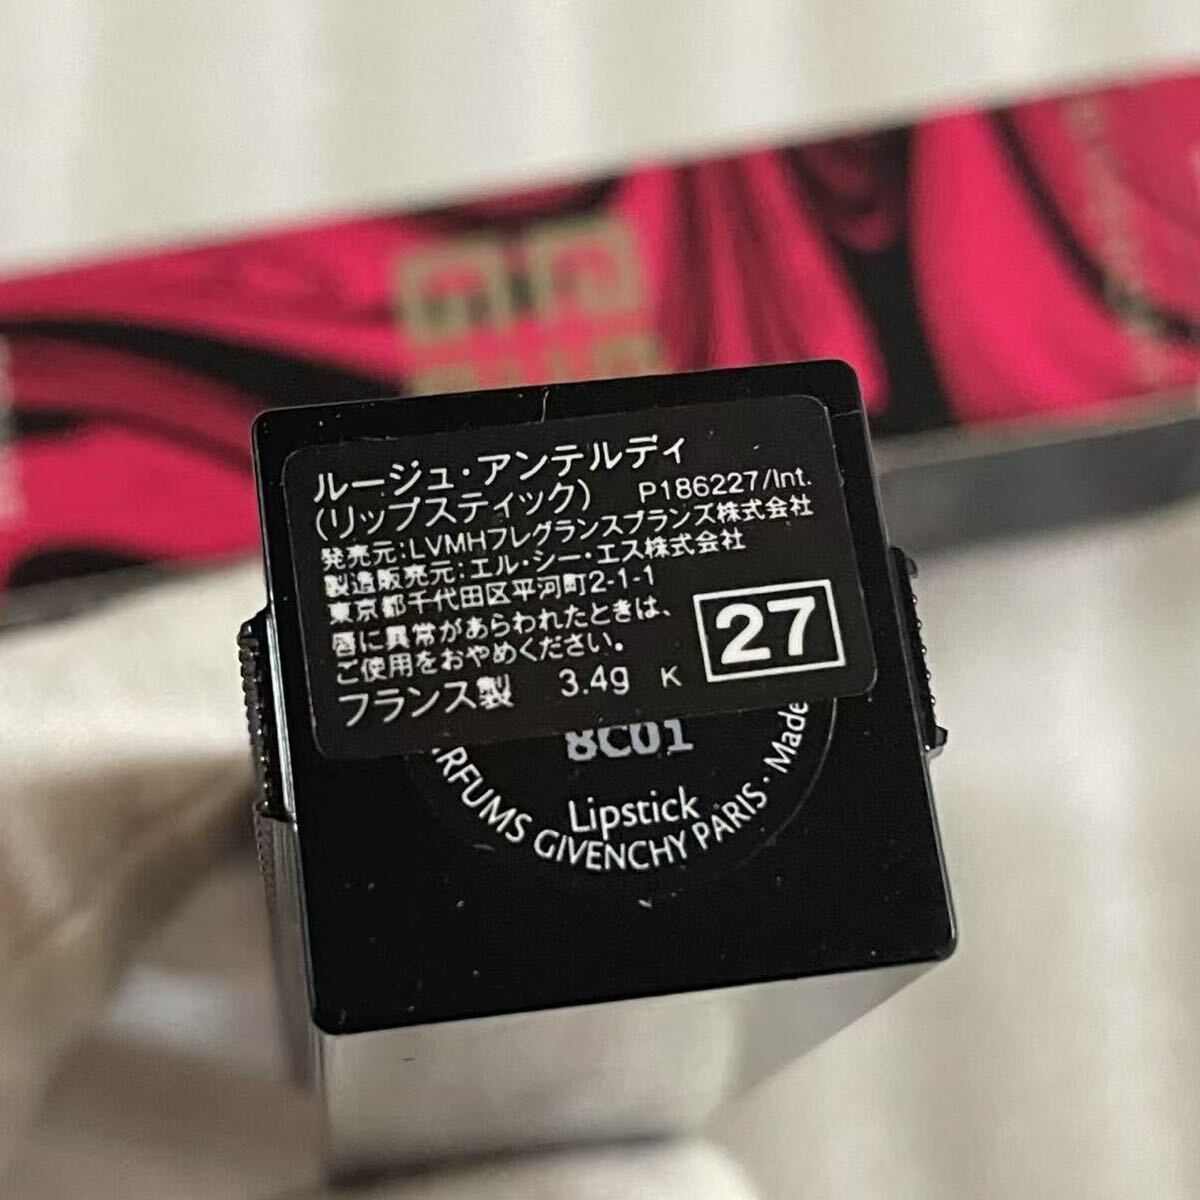 ルージュ・アンテルディ
(リップスティック) P186227/Int.
発売元:LVMHフレグランスブランズ株式会社
製造販売元:エル・シー・エス株式会社
東京都千代田区平河町2-1-1
唇に異常があらわれたときは、
ご使用をおやめください。
フランス製 3.4g K
27
8C01
Lipstick
GIVENCHY PARIS · Made